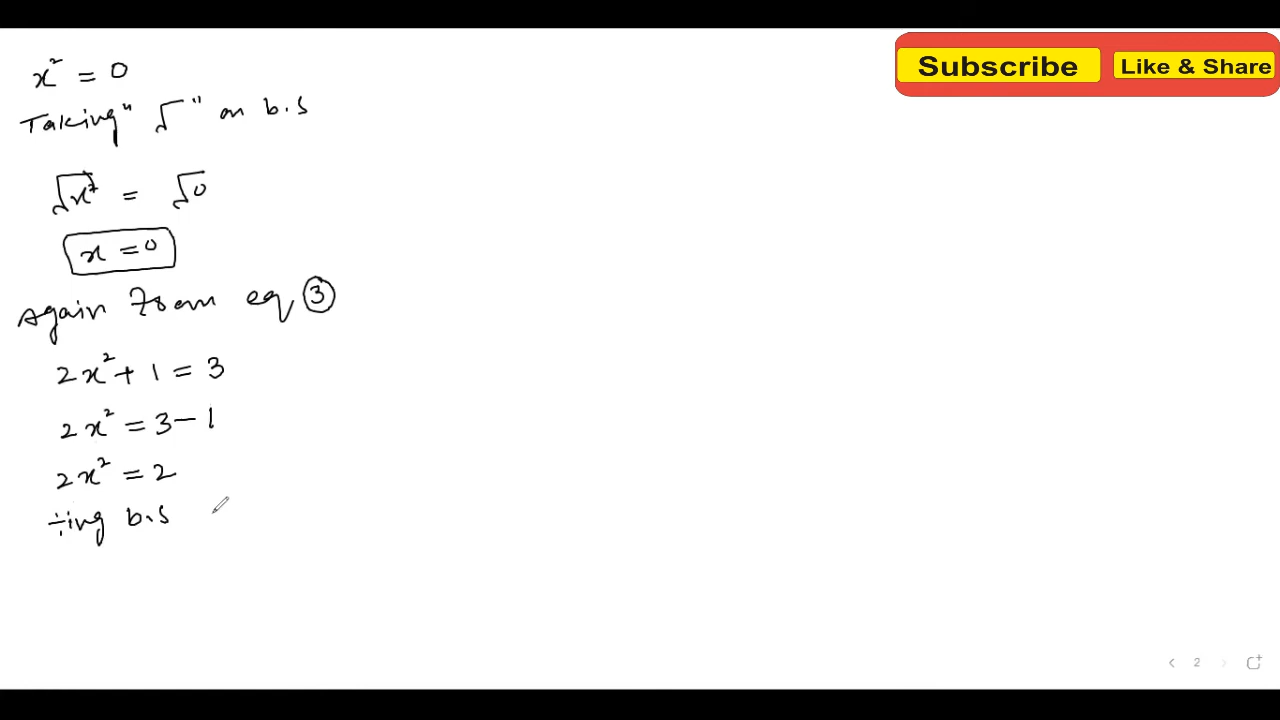 x² = 0
Taking "√" on b.s
√x² = √0
x = 0
Again From eq ③
2x² + 1 = 3
2x² = 3 - 1
2x² = 2
÷ing b.s
Subscribe
Like & Share
2